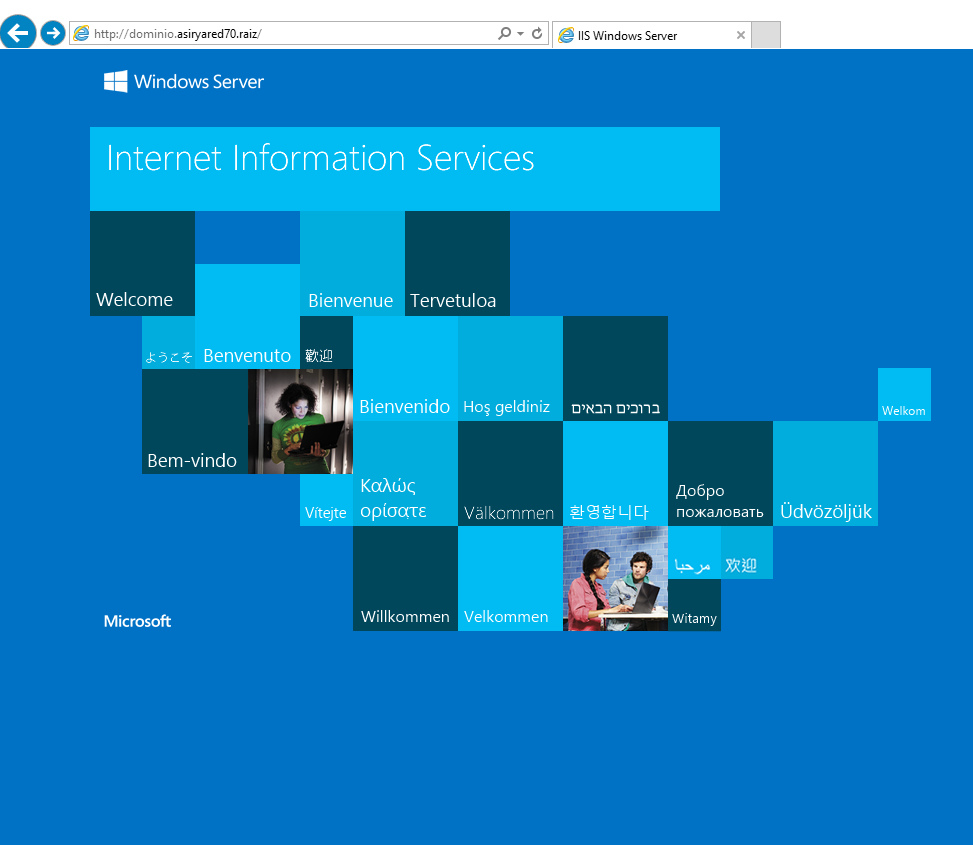 http://dominio.asiryared70.raiz/
IIS Windows Server
Windows Server
Internet Information Services
Welcome
Bienvenue
Tervetuloa
ようこそ
Benvenuto
歡迎
Bienvenido
Hoş geldiniz
ברוכים הבאים
Welkom
Bem-vindo
Vítejte
Καλώς
ορίσατε
Välkommen
환영합니다
Добро
пожаловать
Üdvözöljük
مرحبا
欢迎
Willkommen
Velkommen
Witamy
Microsoft